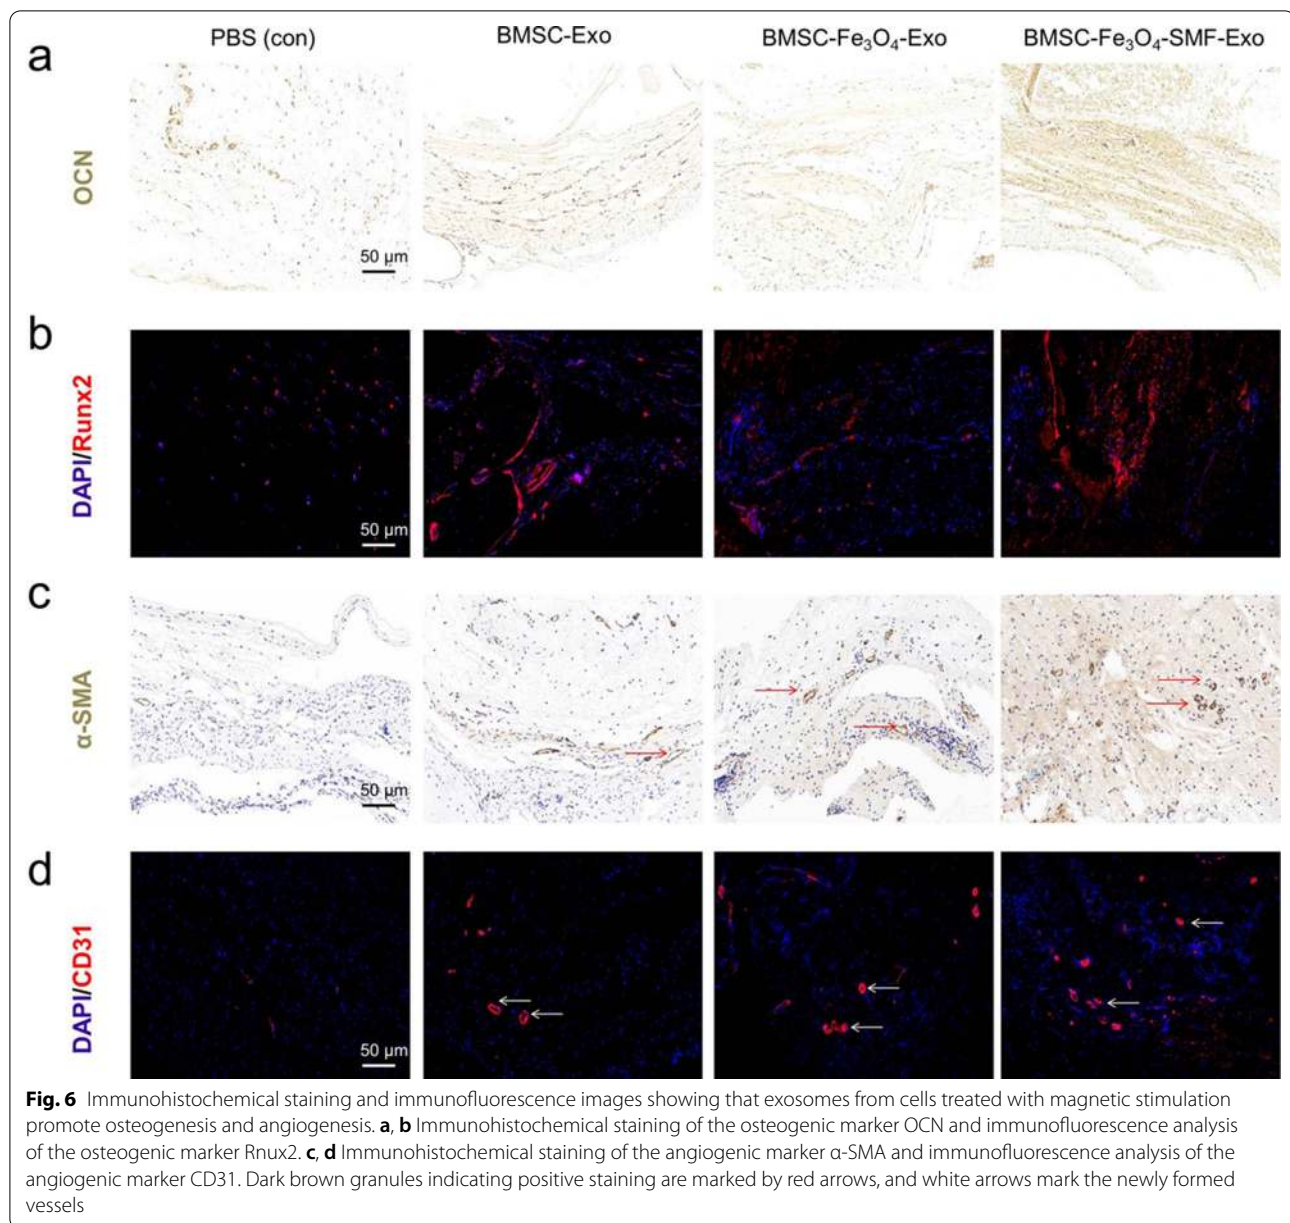 PBS (con) BMSC-Exo BMSC-Fe₃O₄-Exo BMSC-Fe₃O₄-SMF-Exo
a
OCN
50 µm
b
DAPI/Runx2
50 µm
c
α-SMA
50 µm
d
DAPI/CD31
50 µm
Fig. 6 Immunohistochemical staining and immunofluorescence images showing that exosomes from cells treated with magnetic stimulation
promote osteogenesis and angiogenesis. a, b Immunohistochemical staining of the osteogenic marker OCN and immunofluorescence analysis
of the osteogenic marker Rnux2. c, d Immunohistochemical staining of the angiogenic marker α-SMA and immunofluorescence analysis of the
angiogenic marker CD31. Dark brown granules indicating positive staining are marked by red arrows, and white arrows mark the newly formed
vessels